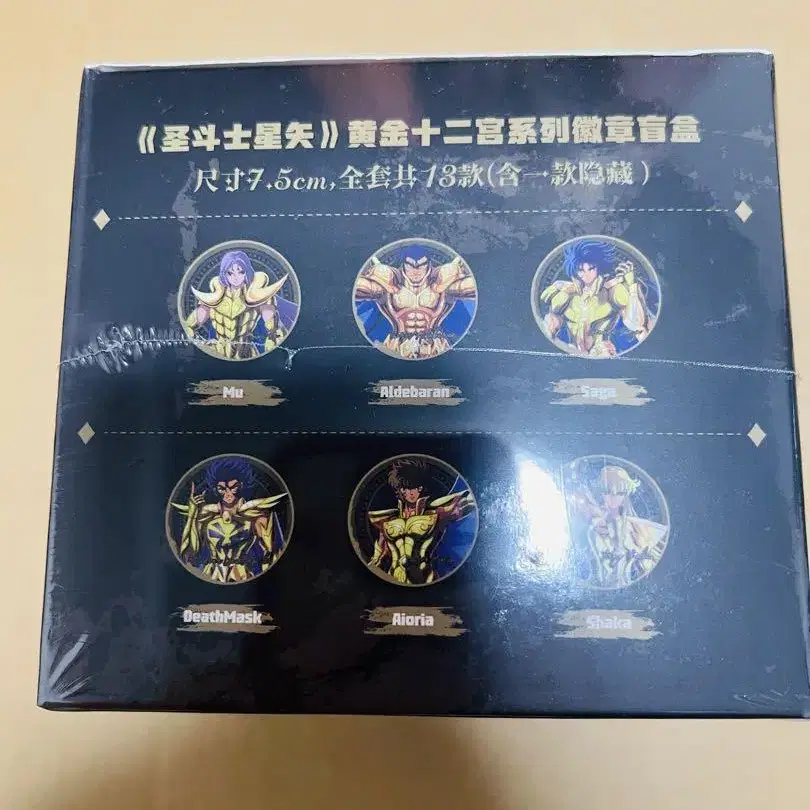 《圣斗士星矢》黄金十二宫系列徽章盲盒
尺寸7.5cm,全套共13款(含一款隐藏)
Mu
Aldebaran
Saga
DeathMask
Aioria
Shaka